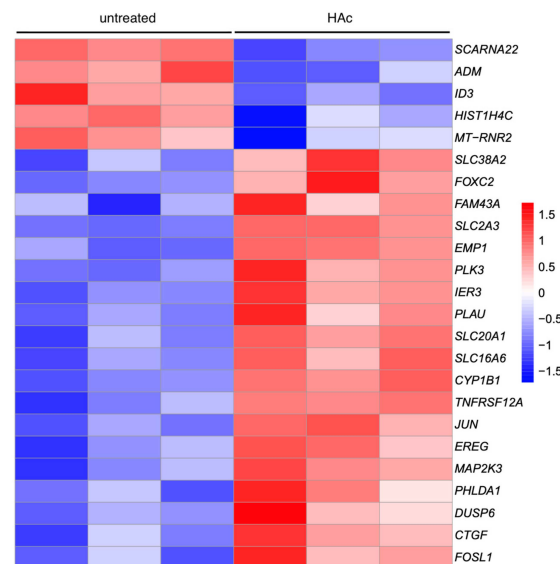 untreated HAc
SCARNA22
ADM
ID3
HIST1H4C
MT−RNR2
SLC38A2
FOXC2
FAM43A
SLC2A3
EMP1
PLK3
IER3
PLAU
SLC20A1
SLC16A6
CYP1B1
TNFRSF12A
JUN
EREG
MAP2K3
PHLDA1
DUSP6
CTGF
FOSL1
1.5
1
0.5
0
−0.5
−1
−1.5